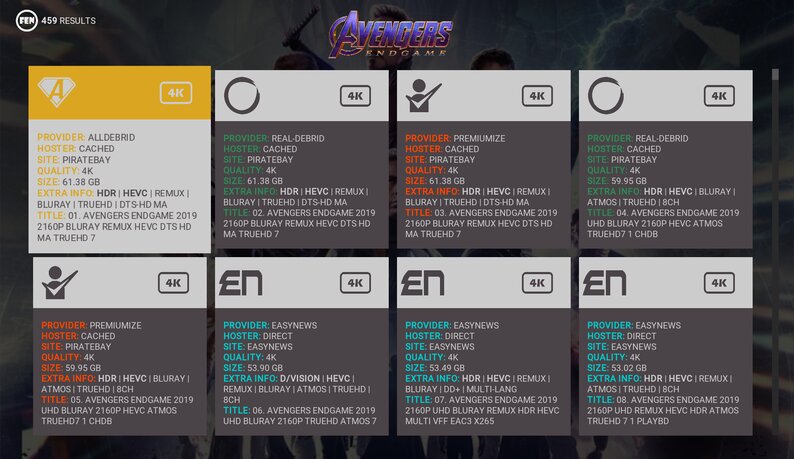 FEN 459 RESULTS
AVENGERS
ENDGAME
A 4K
PROVIDER: ALLDEBRID
HOSTER: CACHED
SITE: PIRATEBAY
QUALITY: 4K
SIZE: 61.38 GB
EXTRA INFO: HDR | HEVC | REMUX |
BLURAY | TRUEHD | DTS-HD MA
TITLE: 01. AVENGERS ENDGAME 2019
2160P BLURAY REMUX HEVC DTS HD
MA TRUEHD 7
4K
PROVIDER: REAL-DEBRID
HOSTER: CACHED
SITE: PIRATEBAY
QUALITY: 4K
SIZE: 61.38 GB
EXTRA INFO: HDR | HEVC | REMUX |
BLURAY | TRUEHD | DTS-HD MA
TITLE: 02. AVENGERS ENDGAME 2019
2160P BLURAY REMUX HEVC DTS HD
MA TRUEHD 7
4K
PROVIDER: PREMIUMIZE
HOSTER: CACHED
SITE: PIRATEBAY
QUALITY: 4K
SIZE: 61.38 GB
EXTRA INFO: HDR | HEVC | REMUX |
BLURAY | TRUEHD | DTS-HD MA
TITLE: 03. AVENGERS ENDGAME 2019
2160P BLURAY REMUX HEVC DTS HD
MA TRUEHD 7
4K
PROVIDER: REAL-DEBRID
HOSTER: CACHED
SITE: PIRATEBAY
QUALITY: 4K
SIZE: 59.95 GB
EXTRA INFO: HDR | HEVC | BLURAY |
ATMOS | TRUEHD | 8CH
TITLE: 04. AVENGERS ENDGAME 2019
UHD BLURAY 2160P HEVC ATMOS
TRUEHD7 1 CHDB
4K
PROVIDER: PREMIUMIZE
HOSTER: CACHED
SITE: PIRATEBAY
QUALITY: 4K
SIZE: 59.95 GB
EXTRA INFO: HDR | HEVC | BLURAY |
ATMOS | TRUEHD | 8CH
TITLE: 05. AVENGERS ENDGAME 2019
UHD BLURAY 2160P HEVC ATMOS
TRUEHD7 1 CHDB
EN 4K
PROVIDER: EASYNEWS
HOSTER: DIRECT
SITE: EASYNEWS
QUALITY: 4K
SIZE: 53.90 GB
EXTRA INFO: D/VISION | HEVC |
REMUX | BLURAY | ATMOS | TRUEHD |
8CH
TITLE: 06. AVENGERS ENDGAME 2019
UHD BLURAY TRUEHD ATMOS 7
EN 4K
PROVIDER: EASYNEWS
HOSTER: DIRECT
SITE: EASYNEWS
QUALITY: 4K
SIZE: 53.49 GB
EXTRA INFO: HDR | HEVC | REMUX |
BLURAY | DD+ | MULTI-LANG
TITLE: 07. AVENGERS ENDGAME 2019
2160P UHD BLURAY REMUX HDR HEVC
MULTI VFF EAC3 X265
EN 4K
PROVIDER: EASYNEWS
HOSTER: DIRECT
SITE: EASYNEWS
QUALITY: 4K
SIZE: 53.02 GB
EXTRA INFO: HDR | HEVC | REMUX |
ATMOS | TRUEHD | 8CH
TITLE: 08. AVENGERS ENDGAME 2019
2160P UHD REMUX HEVC HDR ATMOS
TRUEHD 7 1 PLAYBD